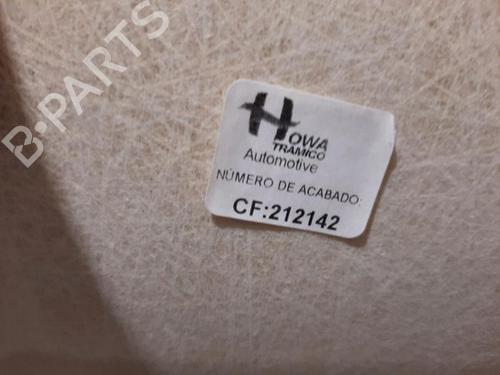 B-PARTS
HOWA
TRAMICO
Automotive
NÚMERO DE ACABADO:
CF:212142